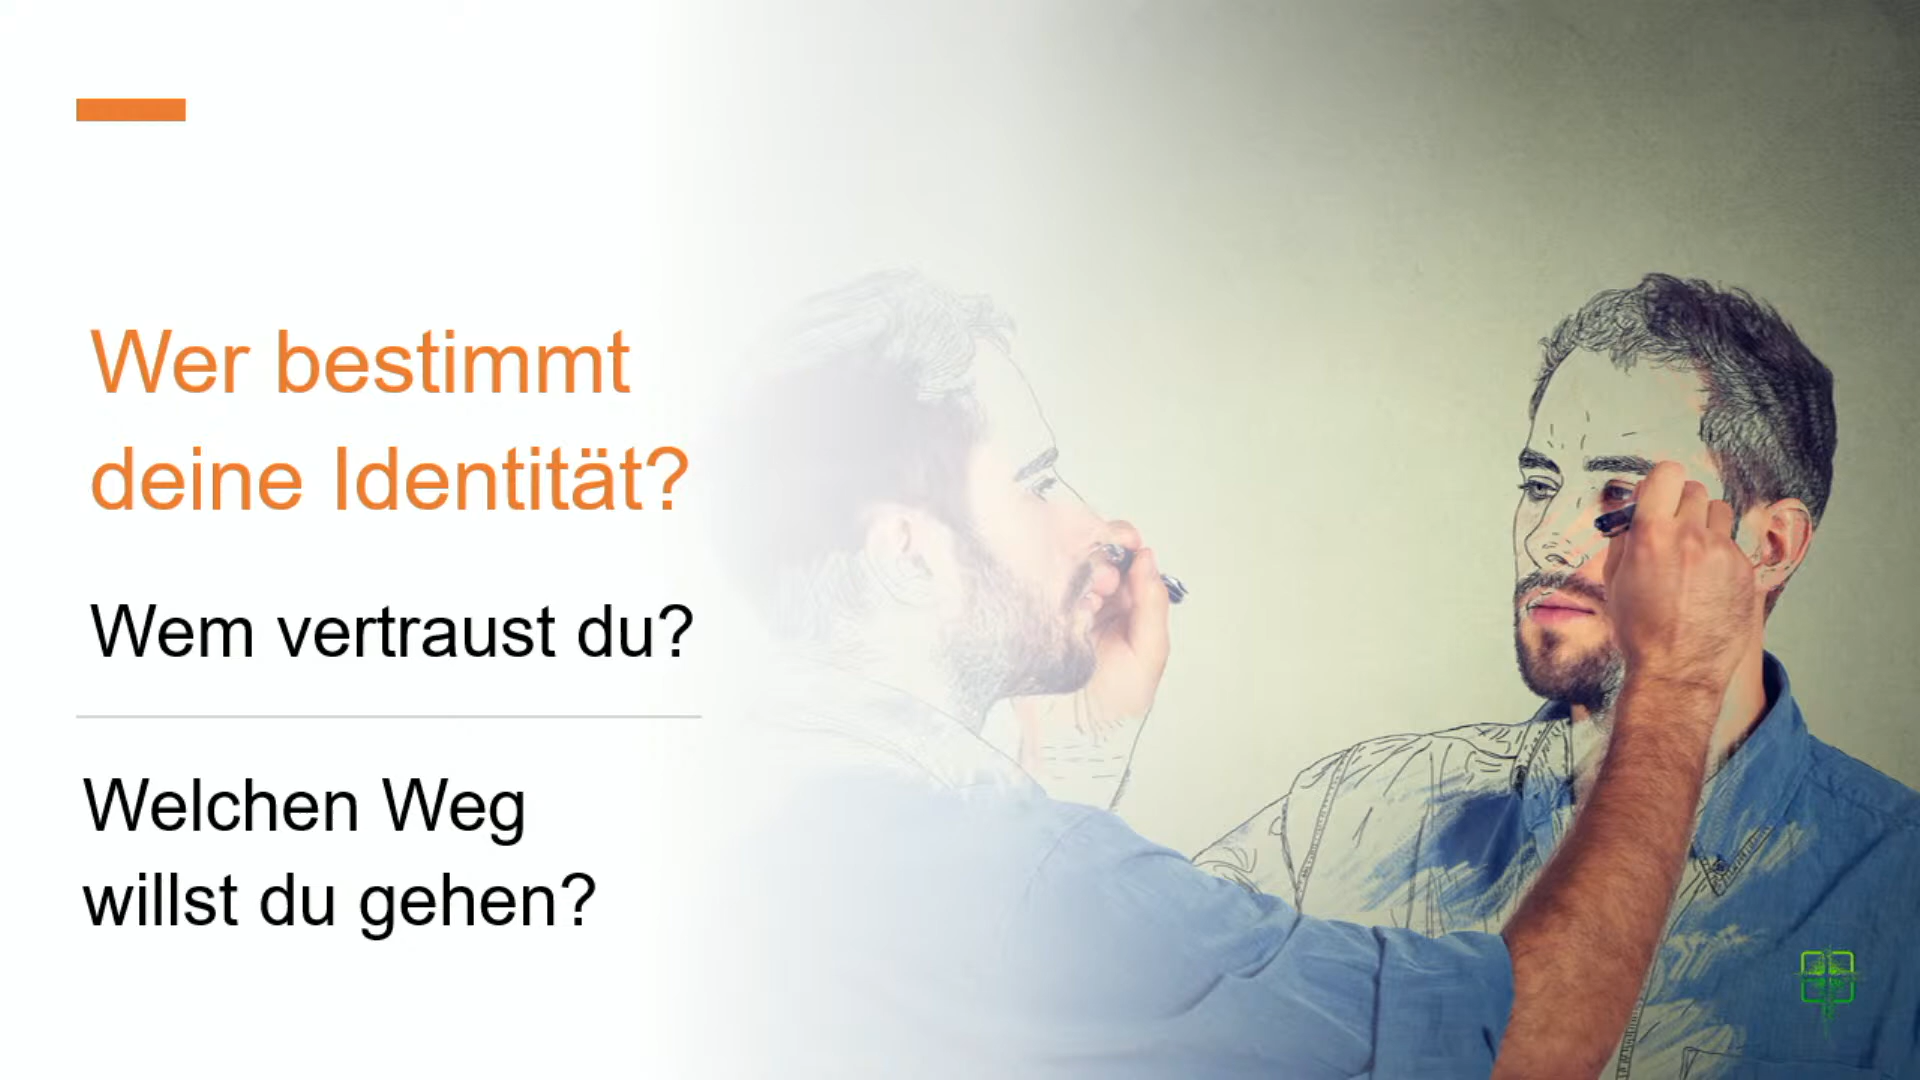 Wer bestimmt
deine Identität?
Wem vertraust du?
Welchen Weg
willst du gehen?